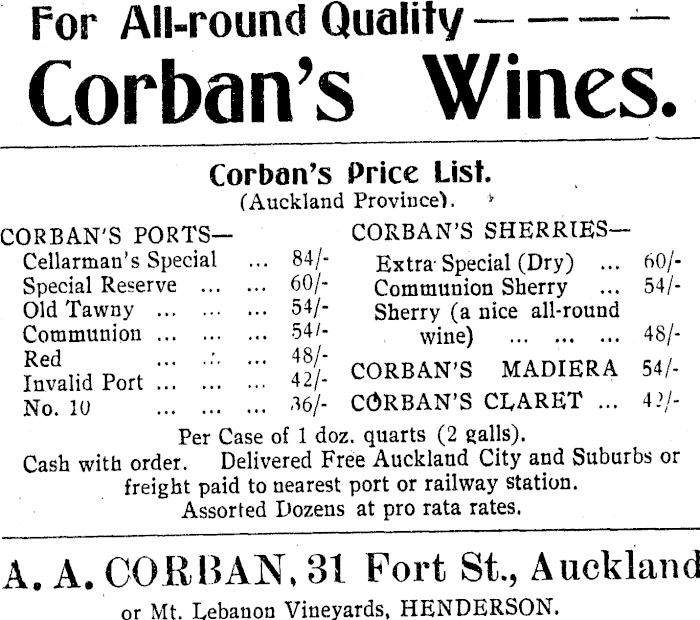 For All-round Quality — — — —
Corban's Wines.
Corban's Price List.
(Auckland Province).
CORBAN'S PORTS—
Cellarman's Special ... 84/-
Special Reserve ... ... 60/-
Old Tawny ... ... ... 54/-
Communion ... ... ... 54/-
Red ... ... ... 48/-
Invalid Port ... ... ... 42/-
No. 10 ... ... ... 36/-
CORBAN'S SHERRIES—
Extra Special (Dry) ... 60/-
Communion Sherry ... 54/-
Sherry (a nice all-round
wine) ... ... ... 48/-
CORBAN'S MADIERA 54/-
CORBAN'S CLARET ... 42/-
Per Case of 1 doz. quarts (2 galls).
Cash with order. Delivered Free Auckland City and Suburbs or
freight paid to nearest port or railway station.
Assorted Dozens at pro rata rates.
A. A. CORBAN, 31 Fort St., Auckland
or Mt. Lebanon Vineyards, HENDERSON.